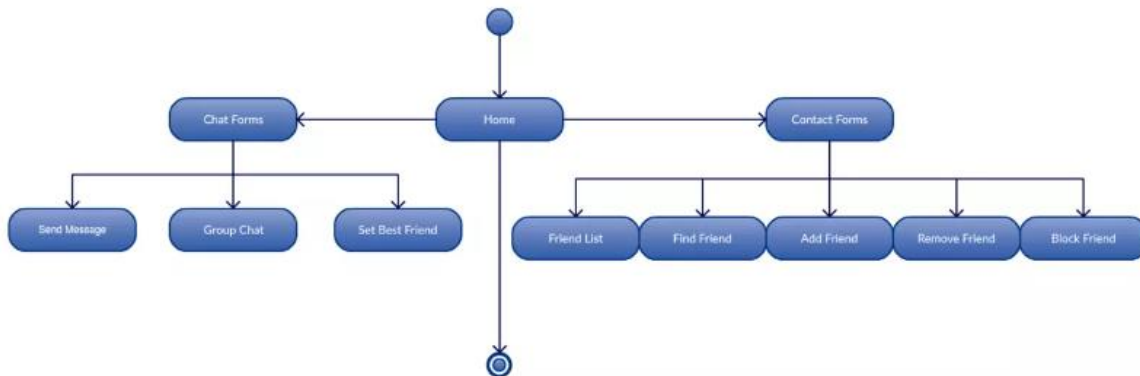 Chat Forms
Home
Contact Forms
Send Message
Group Chat
Set Best Friend
Friend List
Find Friend
Add Friend
Remove Friend
Block Friend